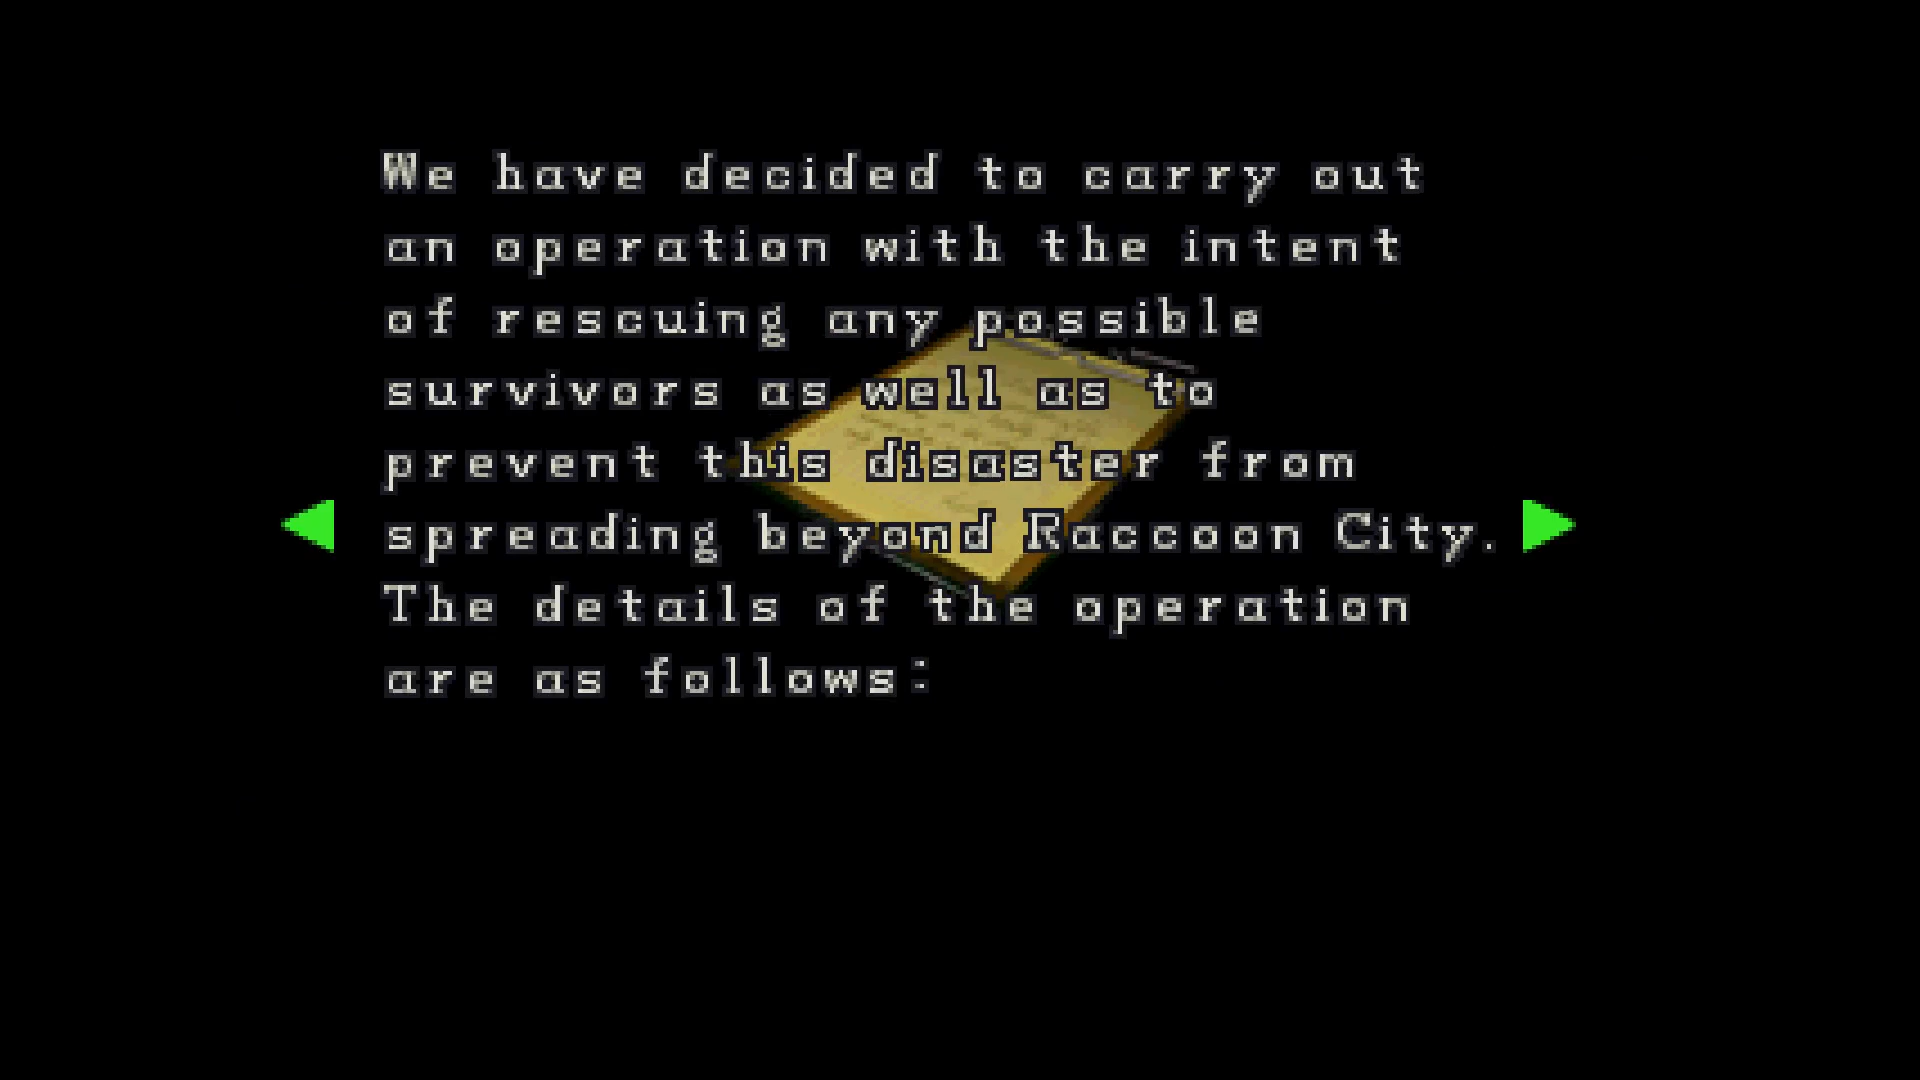 We have decided to carry out
an operation with the intent
of rescuing any possible
survivors as well as to
prevent this disaster from
spreading beyond Raccoon City.
The details of the operation
are as follows: